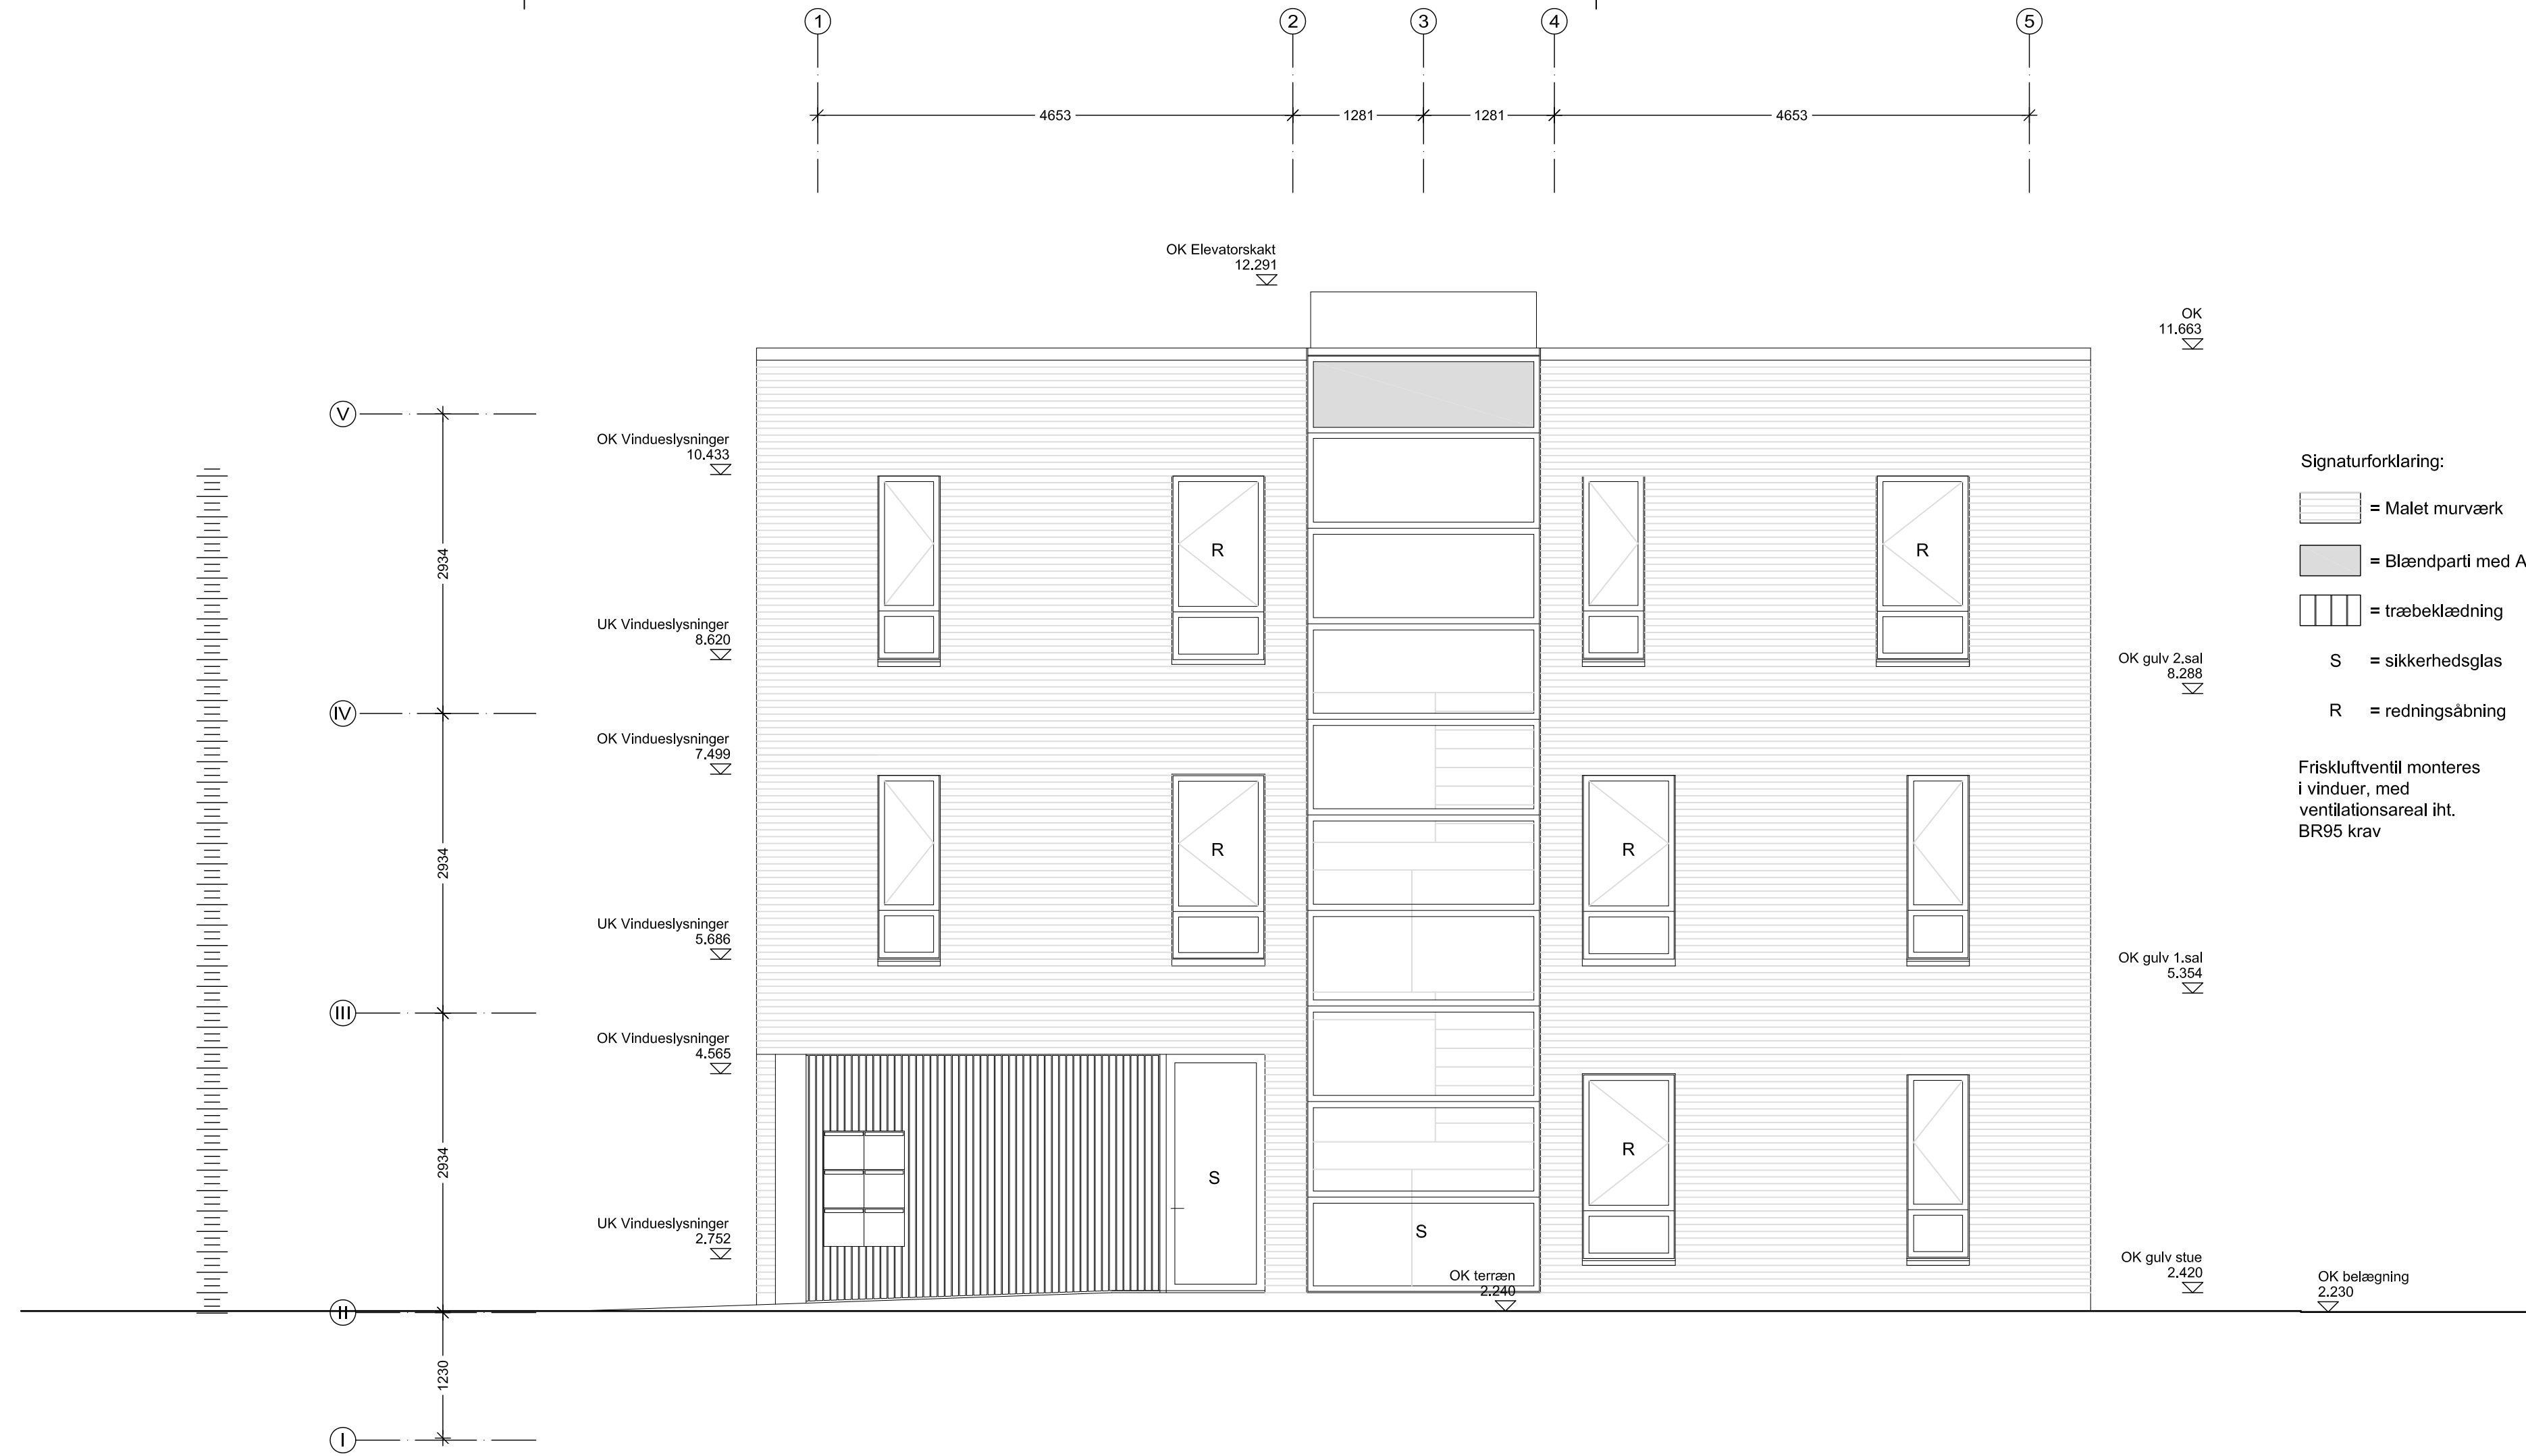 1 2 3 4 5
4653 1281 1281 4653
OK Elevatorskakt
12.291
OK
11.663
V
OK Vindueslysninger
10.433
Signaturforklaring:
= Malet murværk
= Blændparti med A
= træbeklædning
S = sikkerhedsglas
R = redningsåbning
Friskluftventil monteres
i vinduer, med
ventilationsareal iht.
BR95 krav
R R
2934
UK Vindueslysninger
8.620
OK gulv 2.sal
8.288
IV
OK Vindueslysninger
7.499
R R
2934
UK Vindueslysninger
5.686
OK gulv 1.sal
5.354
III
OK Vindueslysninger
4.565
2934
R
S
UK Vindueslysninger
2.752
S
OK terræn
2.240
OK gulv stue
2.420
OK belægning
2.230
II
1230
I